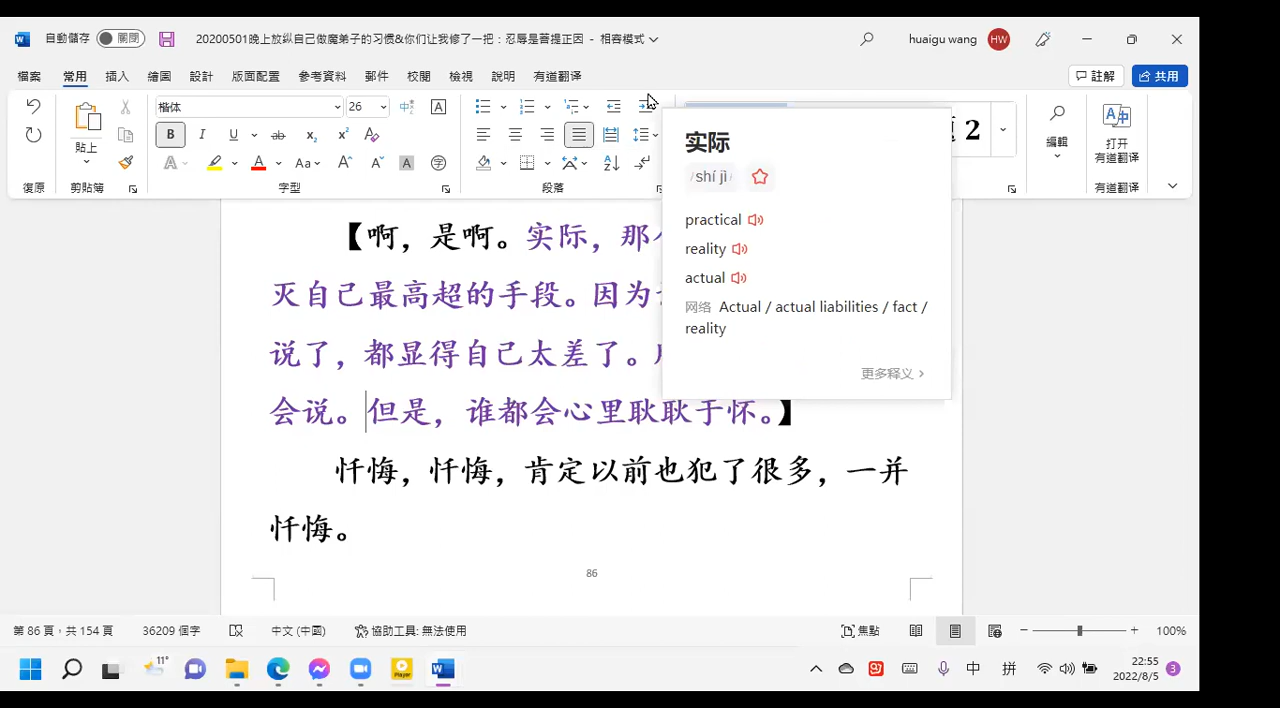 自動儲存 關閉 20200501晚上放纵自己做魔弟子的习惯&你们让我修了一把：忍辱是菩提正因 - 相容模式 huaigu wang HW
檔案 常用 插入 繪圖 設計 版面配置 參考資料 郵件 校閱 檢視 說明 有道翻译 註解 共用
楷体 26
貼上
2
編輯
打开
有道翻译
復原 剪貼簿 字型 段落 有道翻译
实际
/ shí jì /
practical
reality
actual
网络 Actual / actual liabilities / fact /
reality
更多释义 >
【啊，是啊。实际，那
灭自己最高超的手段。因为
说了，都显得自己太差了。
会说。但是，谁都会心里耿耿于怀。】
忏悔，忏悔，肯定以前也犯了很多，一并
忏悔。
86
第 86 頁，共 154 頁 36209 個字 中文 (中國) 協助工具: 無法使用 焦點 100%
11° Player 中 拼 22:55
2022/8/5 3